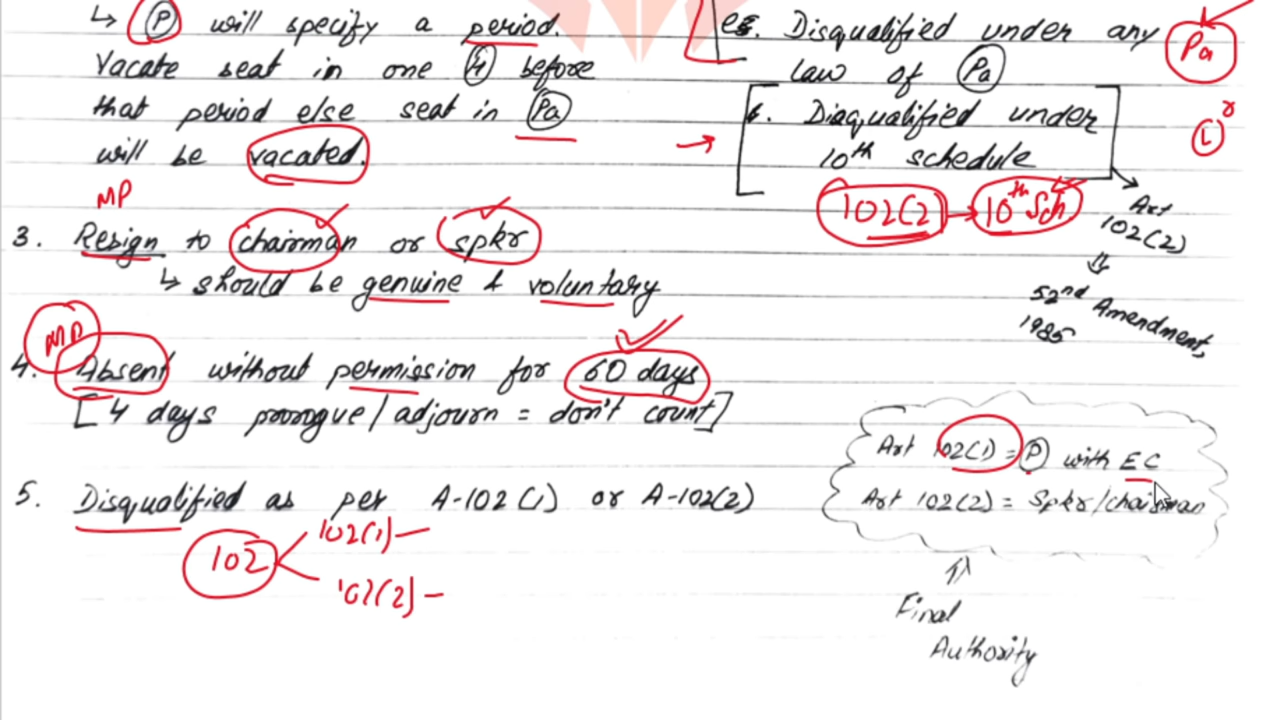 ↳ (P) will specify a period.
Vacate seat in one (H) before
that period else seat in (Pa)
will be vacated.
MP
3. Resign to chairman or spkr
↳ should be genuine & voluntary
MP
4. Absent without permission for 60 days
[4 days prorogue/adjourn = don't count]
5. Disqualified as per A-102(1) or A-102(2)
102
102(1) –
102(2) –
es. Disqualified under any
law of (Pa)
Pa
L
6. Disqualified under
10th schedule
102(2) → 10th Sch
Art
102(2)
⇓
52nd Amendment,
1985
Art 102(1) = (P) with EC
Art 102(2) = Spkr/chairman
Final
Authority